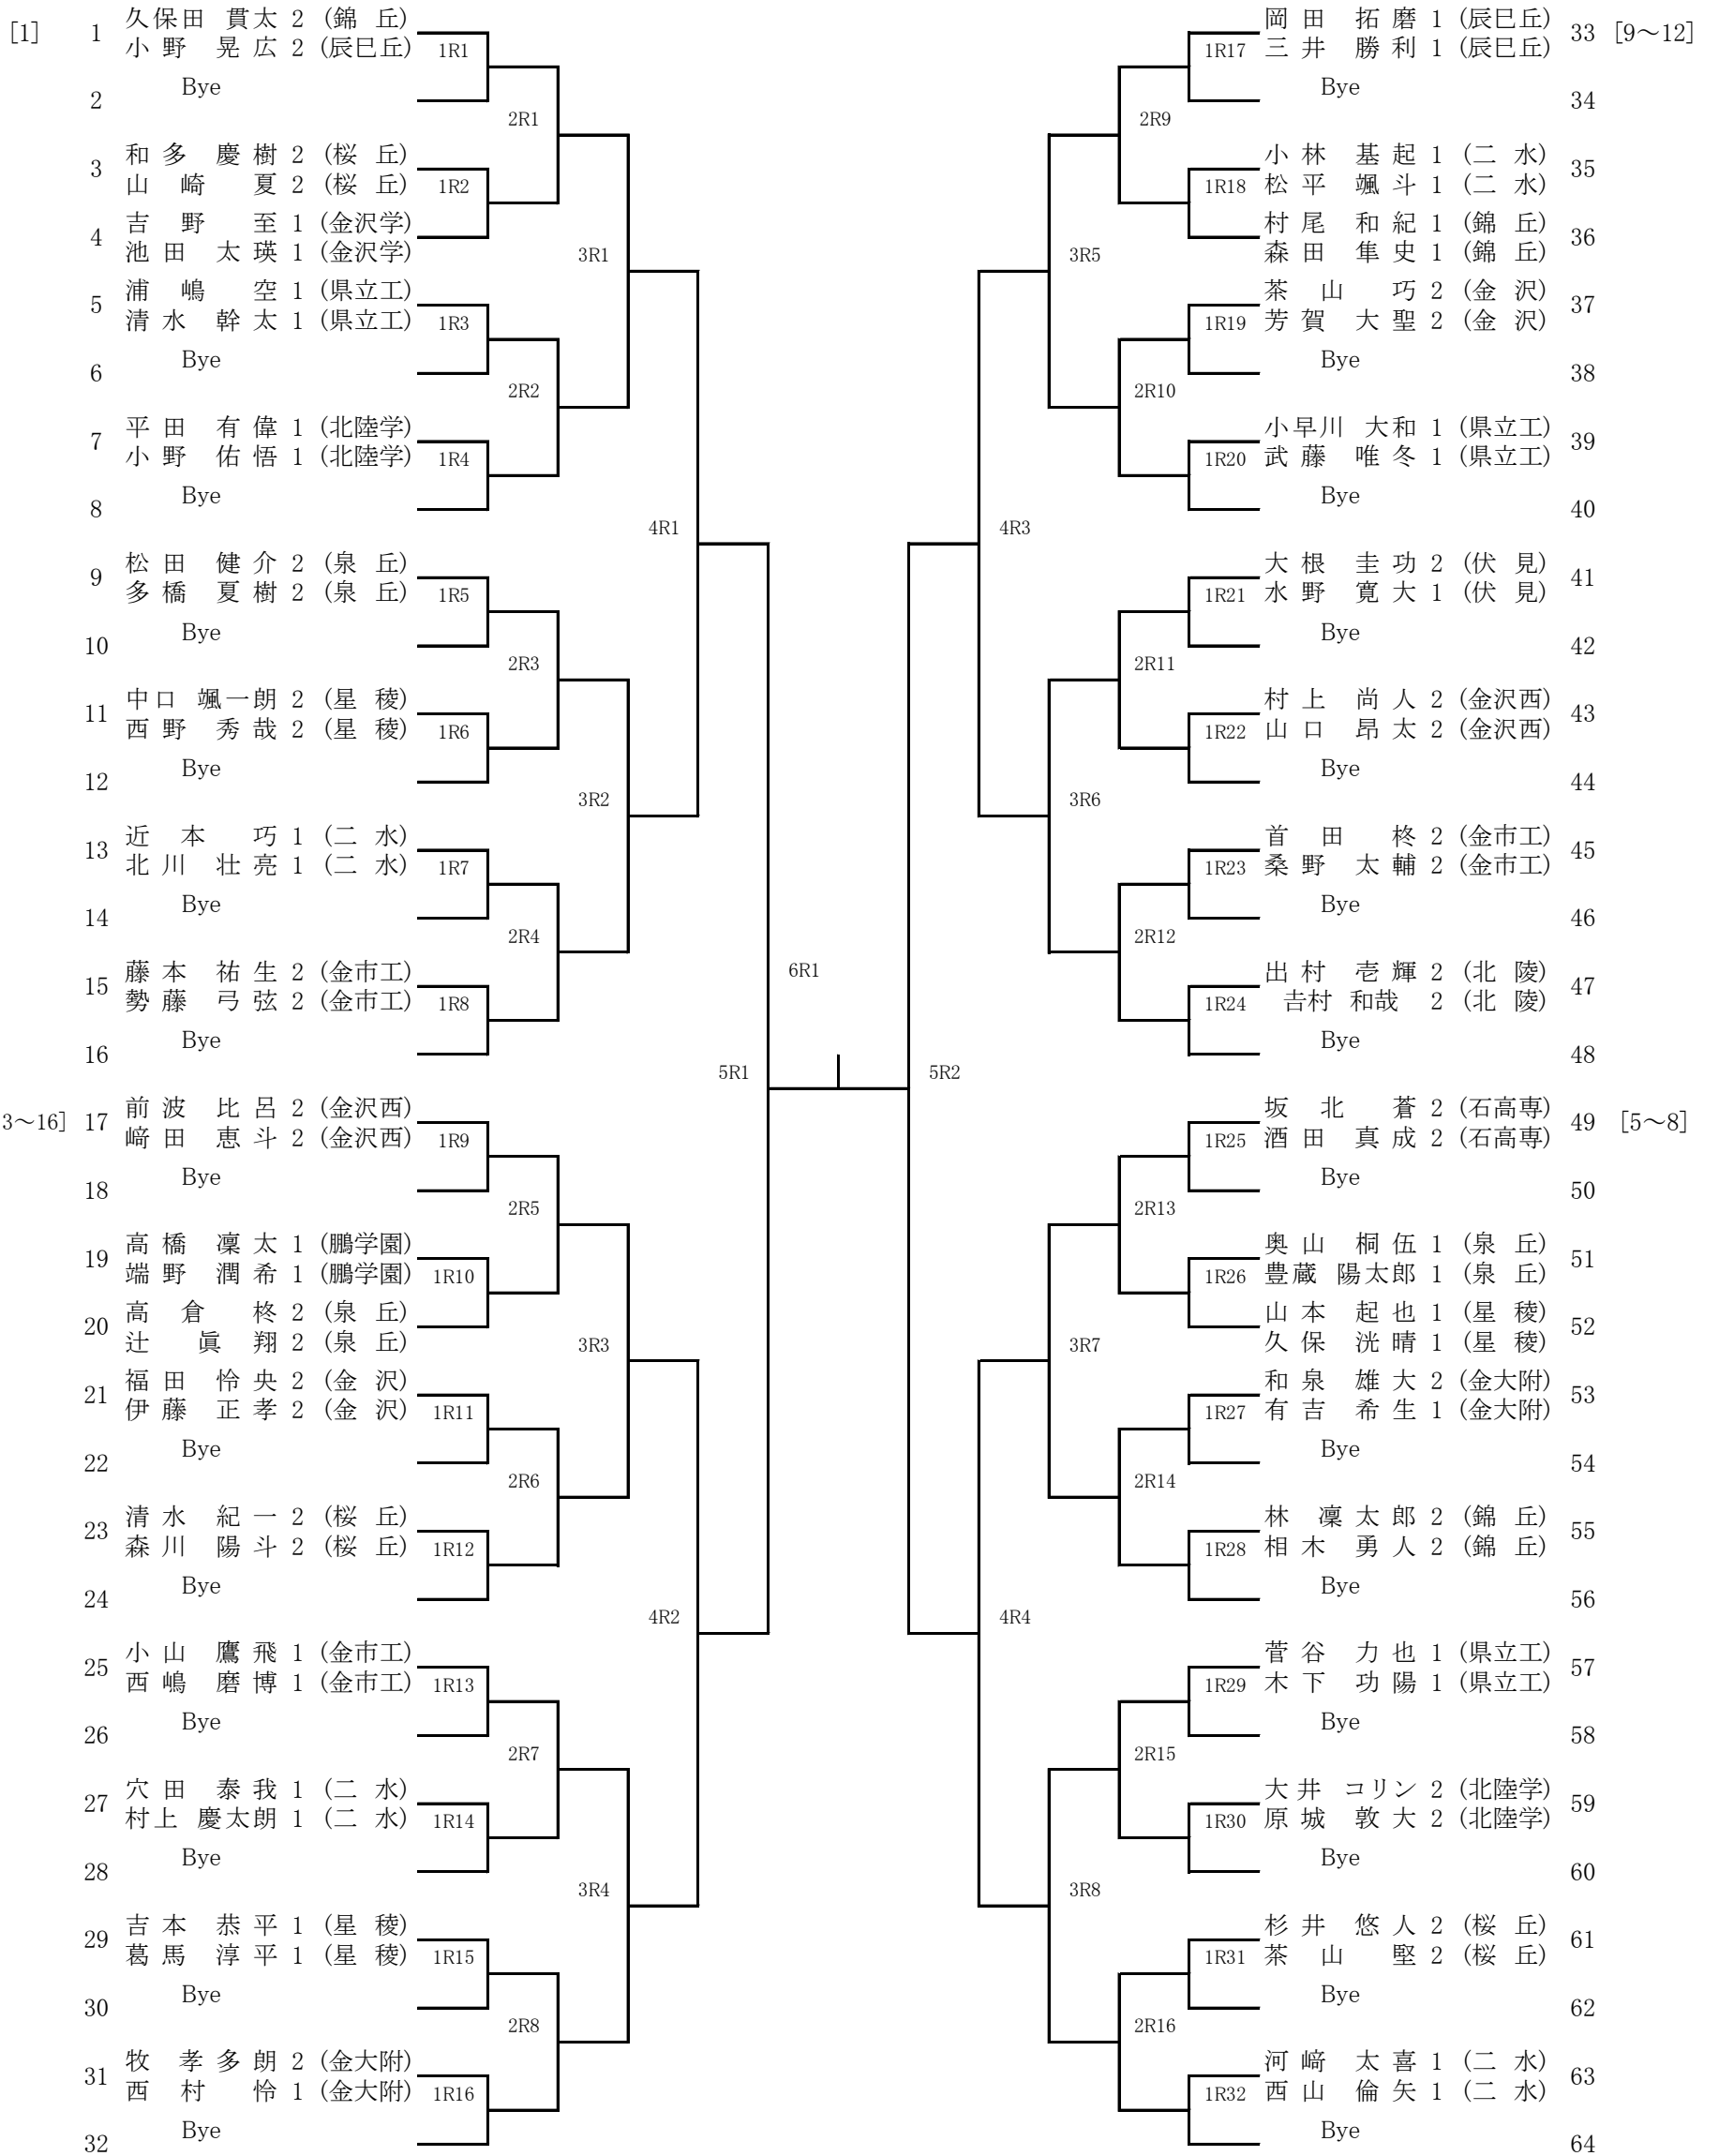 [1] 1 久保田 貫太 2 (錦 丘)
小野 晃広 2 (辰巳丘)
1R1
2 Bye
2R1
3 和多 慶樹 2 (桜 丘)
山崎 夏 2 (桜 丘)
1R2
4 吉野 至 1 (金沢学)
池田 太瑛 1 (金沢学)
3R1
5 浦嶋 空 1 (県立工)
清水 幹太 1 (県立工)
1R3
6 Bye
2R2
7 平田 有偉 1 (北陸学)
小野 佑悟 1 (北陸学)
1R4
8 Bye
4R1
9 松田 健介 2 (泉 丘)
多橋 夏樹 2 (泉 丘)
1R5
10 Bye
2R3
11 中口 颯一朗 2 (星 稜)
西野 秀哉 2 (星 稜)
1R6
12 Bye
3R2
13 近本 巧 1 (二 水)
北川 壮亮 1 (二 水)
1R7
14 Bye
2R4
15 藤本 祐生 2 (金市工)
勢藤 弓弦 2 (金市工)
1R8
16 Bye
5R1
3～16] 17 前波 比呂 2 (金沢西)
﨑田 恵斗 2 (金沢西)
1R9
18 Bye
2R5
19 高橋 凜太 1 (鵬学園)
端野 潤希 1 (鵬学園)
1R10
20 高倉 柊 2 (泉 丘)
辻 眞翔 2 (泉 丘)
3R3
21 福田 怜央 2 (金 沢)
伊藤 正孝 2 (金 沢)
1R11
22 Bye
2R6
23 清水 紀一 2 (桜 丘)
森川 陽斗 2 (桜 丘)
1R12
24 Bye
4R2
25 小山 鷹飛 1 (金市工)
西嶋 磨博 1 (金市工)
1R13
26 Bye
2R7
27 穴田 泰我 1 (二 水)
村上 慶太朗 1 (二 水)
1R14
28 Bye
3R4
29 吉本 恭平 1 (星 稜)
葛馬 淳平 1 (星 稜)
1R15
30 Bye
2R8
31 牧 孝多朗 2 (金大附)
西村 怜 1 (金大附)
1R16
32 Bye
6R1
岡田 拓磨 1 (辰巳丘) 33 [9～12]
三井 勝利 1 (辰巳丘)
1R17
Bye 34
2R9
小林 基起 1 (二 水) 35
松平 颯斗 1 (二 水)
1R18
村尾 和紀 1 (錦 丘) 36
森田 隼史 1 (錦 丘)
3R5
茶山 巧 2 (金 沢) 37
芳賀 大聖 2 (金 沢)
1R19
Bye 38
2R10
小早川 大和 1 (県立工) 39
武藤 唯冬 1 (県立工)
1R20
Bye 40
4R3
大根 圭功 2 (伏 見) 41
水野 寛大 1 (伏 見)
1R21
Bye 42
2R11
村上 尚人 2 (金沢西) 43
山口 昂太 2 (金沢西)
1R22
Bye 44
3R6
首田 柊 2 (金市工) 45
桑野 太輔 2 (金市工)
1R23
Bye 46
2R12
出村 壱輝 2 (北 陵) 47
𠮷村 和哉 2 (北 陵)
1R24
Bye 48
5R2
坂北 蒼 2 (石高専) 49 [5～8]
酒田 真成 2 (石高専)
1R25
Bye 50
2R13
奥山 桐伍 1 (泉 丘) 51
豊蔵 陽太郎 1 (泉 丘)
1R26
山本 起也 1 (星 稜) 52
久保 洸晴 1 (星 稜)
3R7
和泉 雄大 2 (金大附) 53
有吉 希生 1 (金大附)
1R27
Bye 54
2R14
林 凜太郎 2 (錦 丘) 55
相木 勇人 2 (錦 丘)
1R28
Bye 56
4R4
菅谷 力也 1 (県立工) 57
木下 功陽 1 (県立工)
1R29
Bye 58
2R15
大井 コリン 2 (北陸学) 59
原城 敦大 2 (北陸学)
1R30
Bye 60
3R8
杉井 悠人 2 (桜 丘) 61
茶山 堅 2 (桜 丘)
1R31
Bye 62
2R16
河﨑 太喜 1 (二 水) 63
西山 倫矢 1 (二 水)
1R32
Bye 64